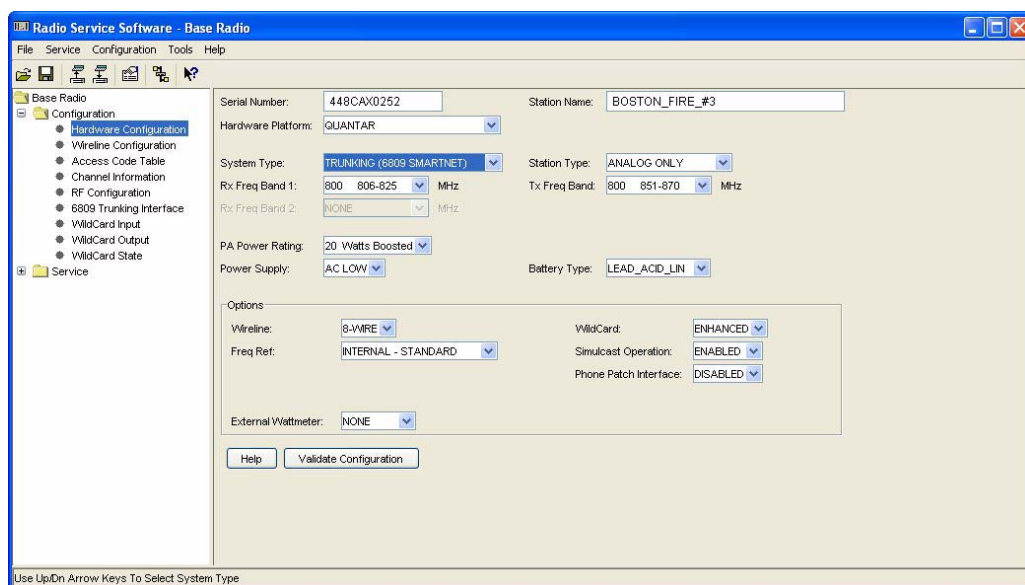 Radio Service Software - Base Radio
File Service Configuration Tools Help
Base Radio
Configuration
Hardware Configuration
Wireline Configuration
Access Code Table
Channel Information
RF Configuration
6809 Trunking Interface
WildCard Input
WildCard Output
WildCard State
Service
Serial Number: 448CAX0252 Station Name: BOSTON_FIRE_#3
Hardware Platform: QUANTAR
System Type: TRUNKING (6809 SMARTNET) Station Type: ANALOG ONLY
Rx Freq Band 1: 800 806-825 MHz Tx Freq Band: 800 851-870 MHz
Rx Freq Band 2: NONE MHz
PA Power Rating: 20 Watts Boosted
Power Supply: AC LOW Battery Type: LEAD_ACID_LIN
Options
Wireline: 8-WIRE WildCard: ENHANCED
Freq Ref: INTERNAL - STANDARD Simulcast Operation: ENABLED
Phone Patch Interface: DISABLED
External Wattmeter: NONE
Help Validate Configuration
Use Up/Dn Arrow Keys To Select System Type